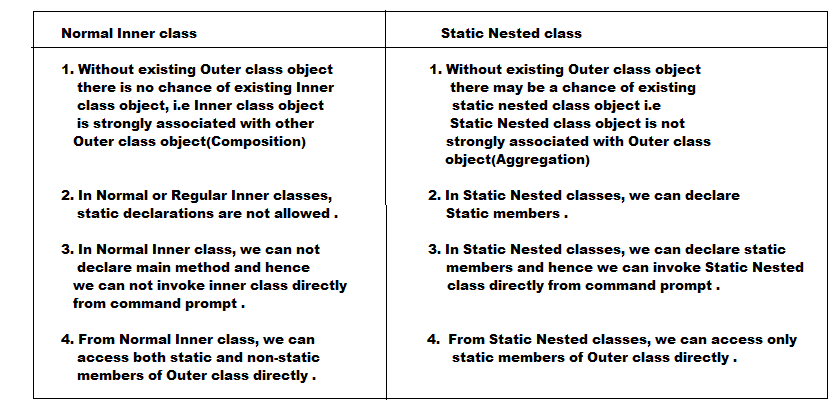 Normal Inner class
Static Nested class
1. Without existing Outer class object
there is no chance of existing Inner
class object, i.e Inner class object
is strongly associated with other
Outer class object(Composition)
1. Without existing Outer class object
there may be a chance of existing
static nested class object i.e
Static Nested class object is not
strongly associated with Outer class
object(Aggregation)
2. In Normal or Regular Inner classes,
static declarations are not allowed .
2. In Static Nested classes, we can declare
Static members .
3. In Normal Inner class, we can not
declare main method and hence
we can not invoke inner class directly
from command prompt .
3. In Static Nested classes, we can declare static
members and hence we can invoke Static Nested
class directly from command prompt .
4. From Normal Inner class, we can
access both static and non-static
members of Outer class directly .
4. From Static Nested classes, we can access only
static members of Outer class directly .